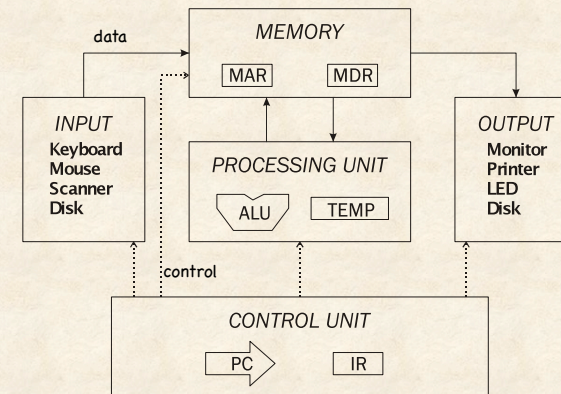 data
MEMORY
MAR
MDR
INPUT
Keyboard
Mouse
Scanner
Disk
PROCESSING UNIT
ALU
TEMP
OUTPUT
Monitor
Printer
LED
Disk
control
CONTROL UNIT
PC
IR